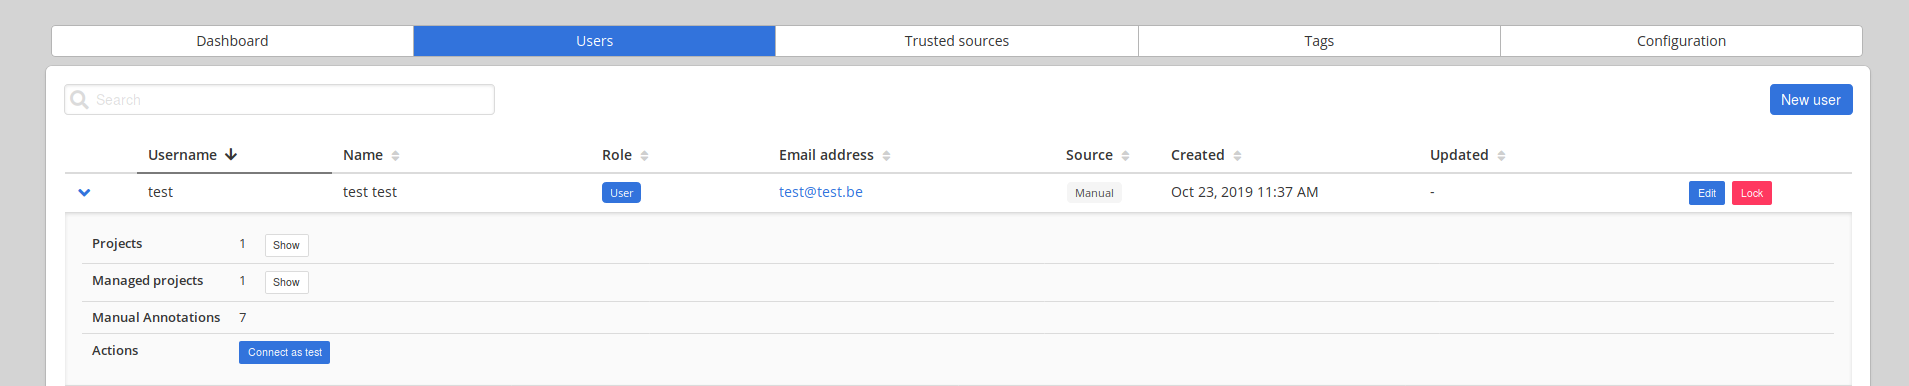 Dashboard Users Trusted sources Tags Configuration
Search New user
Username Name Role Email address Source Created Updated
test test test User test@test.be Manual Oct 23, 2019 11:37 AM - Edit Lock
Projects 1 Show
Managed projects 1 Show
Manual Annotations 7
Actions Connect as test